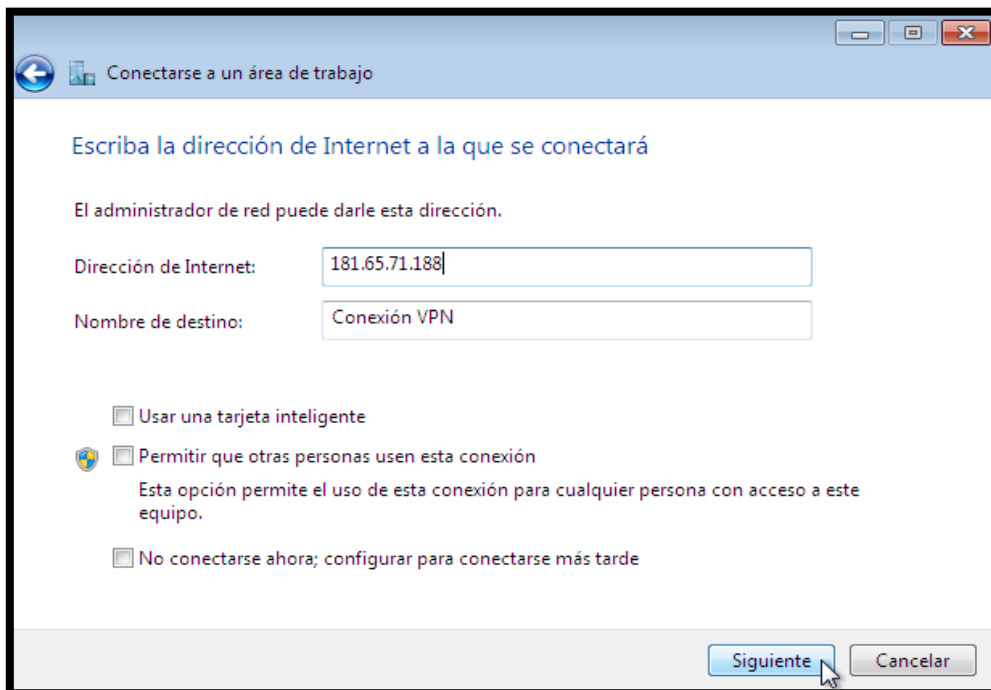 Conectarse a un área de trabajo
Escriba la dirección de Internet a la que se conectará
El administrador de red puede darle esta dirección.
Dirección de Internet: 181.65.71.188
Nombre de destino: Conexión VPN
Usar una tarjeta inteligente
Permitir que otras personas usen esta conexión
Esta opción permite el uso de esta conexión para cualquier persona con acceso a este
equipo.
No conectarse ahora; configurar para conectarse más tarde
Siguiente Cancelar